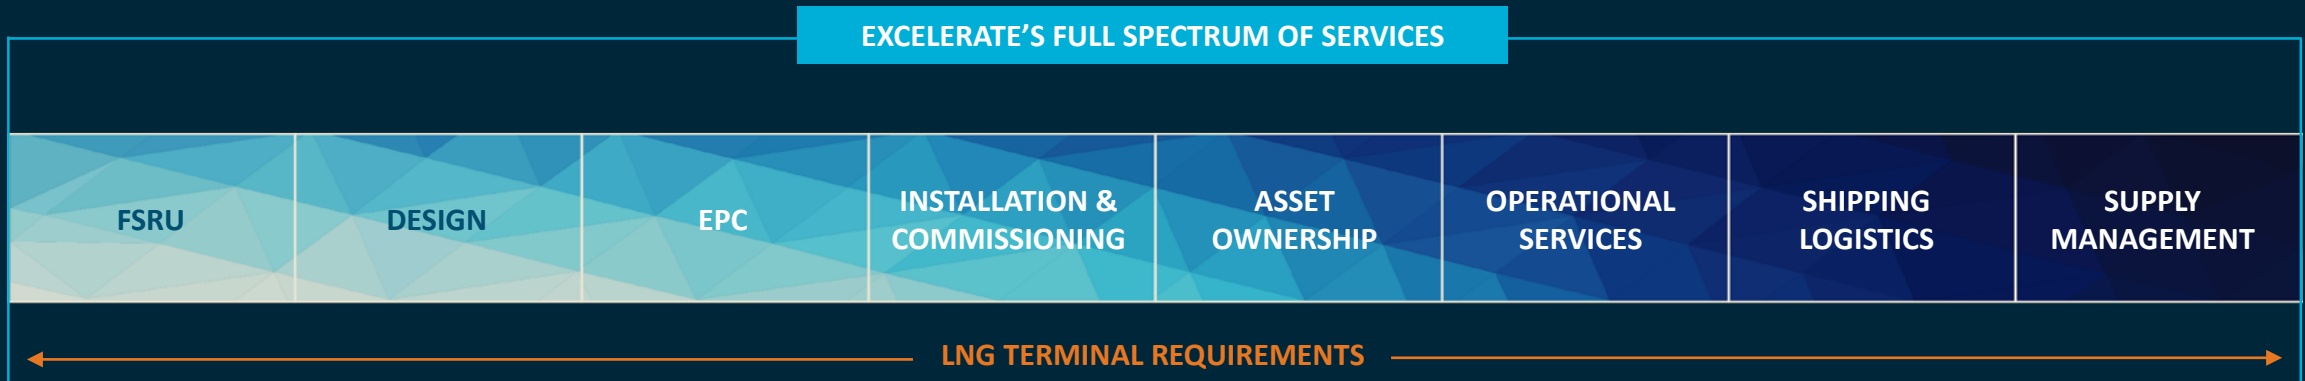 EXCELERATE’S FULL SPECTRUM OF SERVICES
FSRU
DESIGN
EPC
INSTALLATION &
COMMISSIONING
ASSET
OWNERSHIP
OPERATIONAL
SERVICES
SHIPPING
LOGISTICS
SUPPLY
MANAGEMENT
LNG TERMINAL REQUIREMENTS